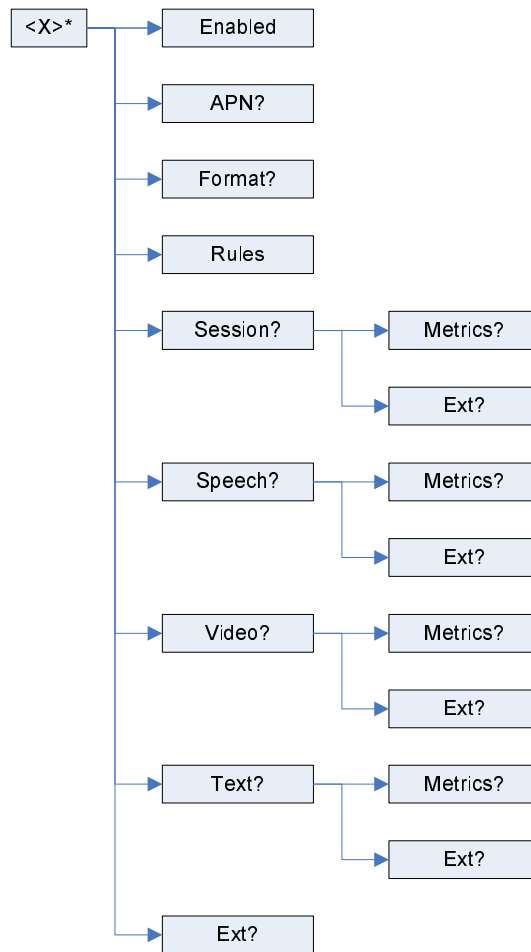 <X>*
Enabled
APN?
Format?
Rules
Session?
Metrics?
Ext?
Speech?
Metrics?
Ext?
Video?
Metrics?
Ext?
Text?
Metrics?
Ext?
Ext?